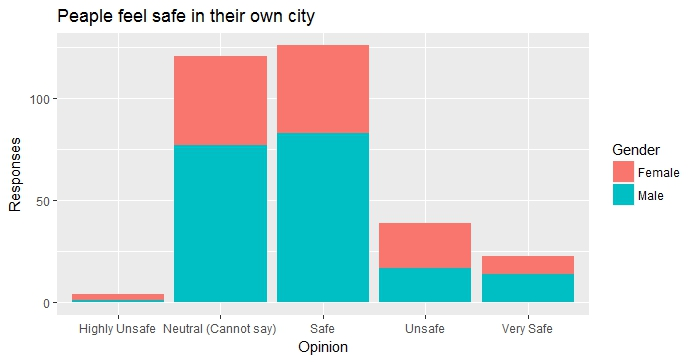 Peaple feel safe in their own city
100
50
0
Responses
Highly Unsafe
Neutral (Cannot say)
Safe
Unsafe
Very Safe
Opinion
Gender
Female
Male